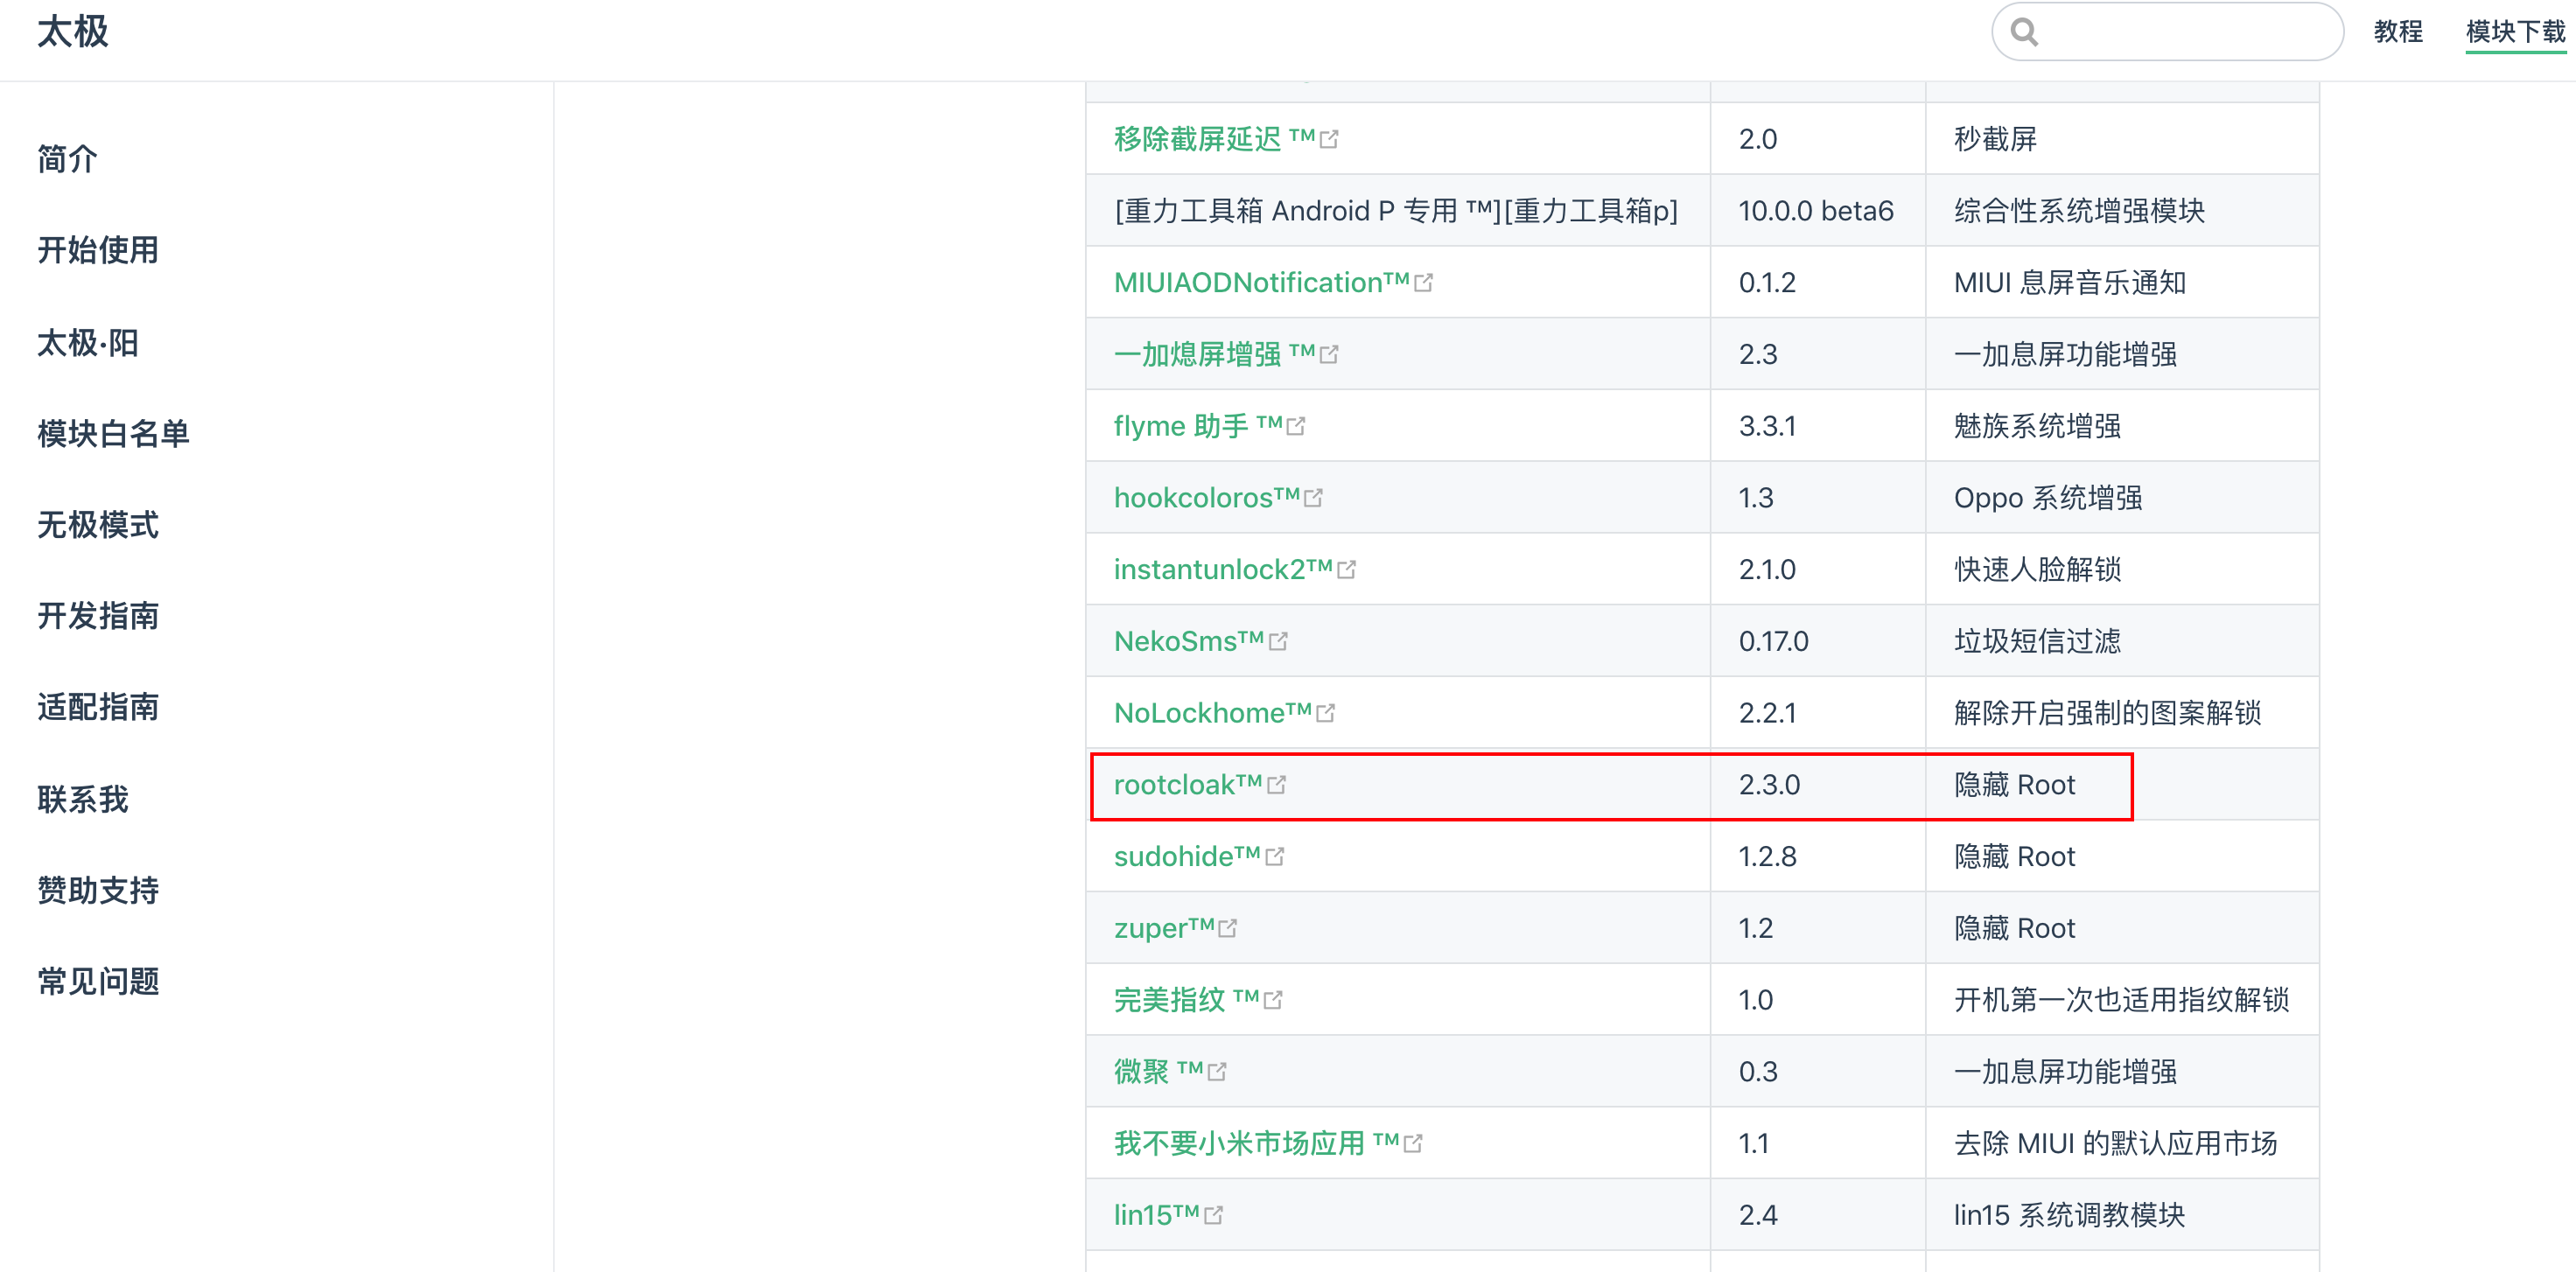 太极
教程
模块下载
简介
开始使用
太极·阳
模块白名单
无极模式
开发指南
适配指南
联系我
赞助支持
常见问题
移除截屏延迟 ™ 2.0 秒截屏
[重力工具箱 Android P 专用 ™][重力工具箱p] 10.0.0 beta6 综合性系统增强模块
MIUIAODNotification™ 0.1.2 MIUI 息屏音乐通知
一加熄屏增强 ™ 2.3 一加息屏功能增强
flyme 助手 ™ 3.3.1 魅族系统增强
hookcoloros™ 1.3 Oppo 系统增强
instantunlock2™ 2.1.0 快速人脸解锁
NekoSms™ 0.17.0 垃圾短信过滤
NoLockhome™ 2.2.1 解除开启强制的图案解锁
rootcloak™ 2.3.0 隐藏 Root
sudohide™ 1.2.8 隐藏 Root
zuper™ 1.2 隐藏 Root
完美指纹 ™ 1.0 开机第一次也适用指纹解锁
微聚 ™ 0.3 一加息屏功能增强
我不要小米市场应用 ™ 1.1 去除 MIUI 的默认应用市场
lin15™ 2.4 lin15 系统调教模块